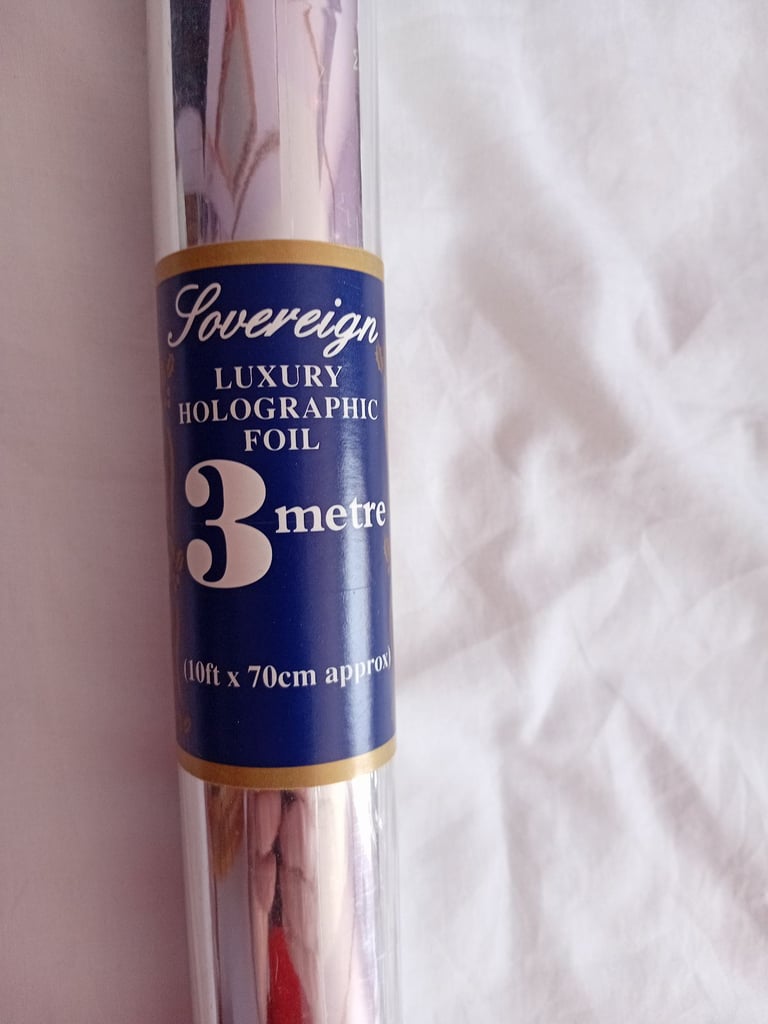 Sovereign
LUXURY
HOLOGRAPHIC
FOIL
3 metre
(10ft x 70cm approx)